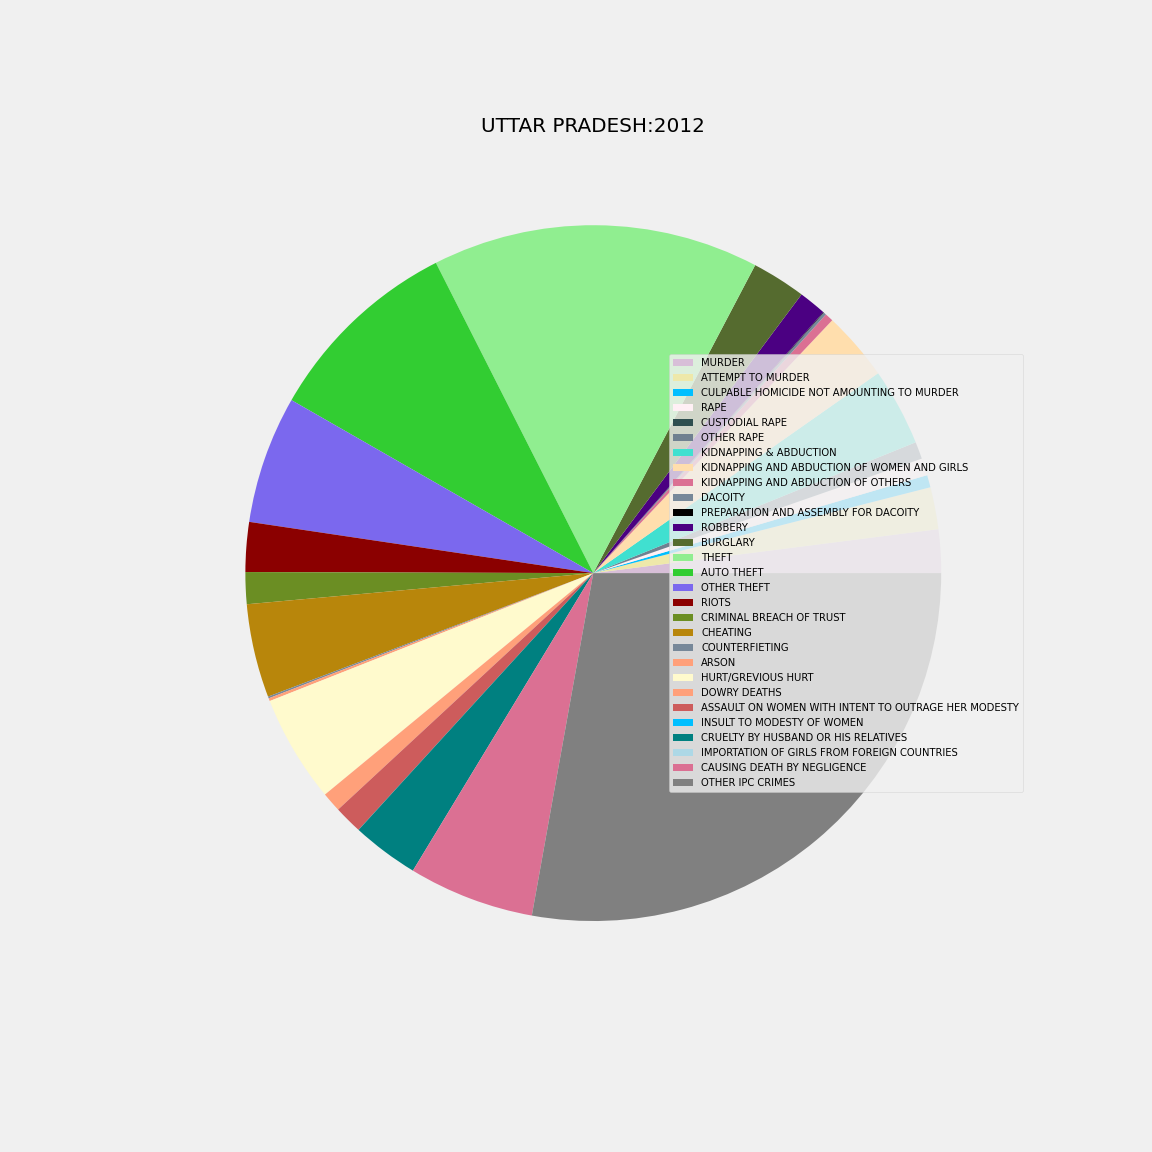 UTTAR PRADESH:2012
MURDER
ATTEMPT TO MURDER
CULPABLE HOMICIDE NOT AMOUNTING TO MURDER
RAPE
CUSTODIAL RAPE
OTHER RAPE
KIDNAPPING & ABDUCTION
KIDNAPPING AND ABDUCTION OF WOMEN AND GIRLS
KIDNAPPING AND ABDUCTION OF OTHERS
DACOITY
PREPARATION AND ASSEMBLY FOR DACOITY
ROBBERY
BURGLARY
THEFT
AUTO THEFT
OTHER THEFT
RIOTS
CRIMINAL BREACH OF TRUST
CHEATING
COUNTERFIETING
ARSON
HURT/GREVIOUS HURT
DOWRY DEATHS
ASSAULT ON WOMEN WITH INTENT TO OUTRAGE HER MODESTY
INSULT TO MODESTY OF WOMEN
CRUELTY BY HUSBAND OR HIS RELATIVES
IMPORTATION OF GIRLS FROM FOREIGN COUNTRIES
CAUSING DEATH BY NEGLIGENCE
OTHER IPC CRIMES